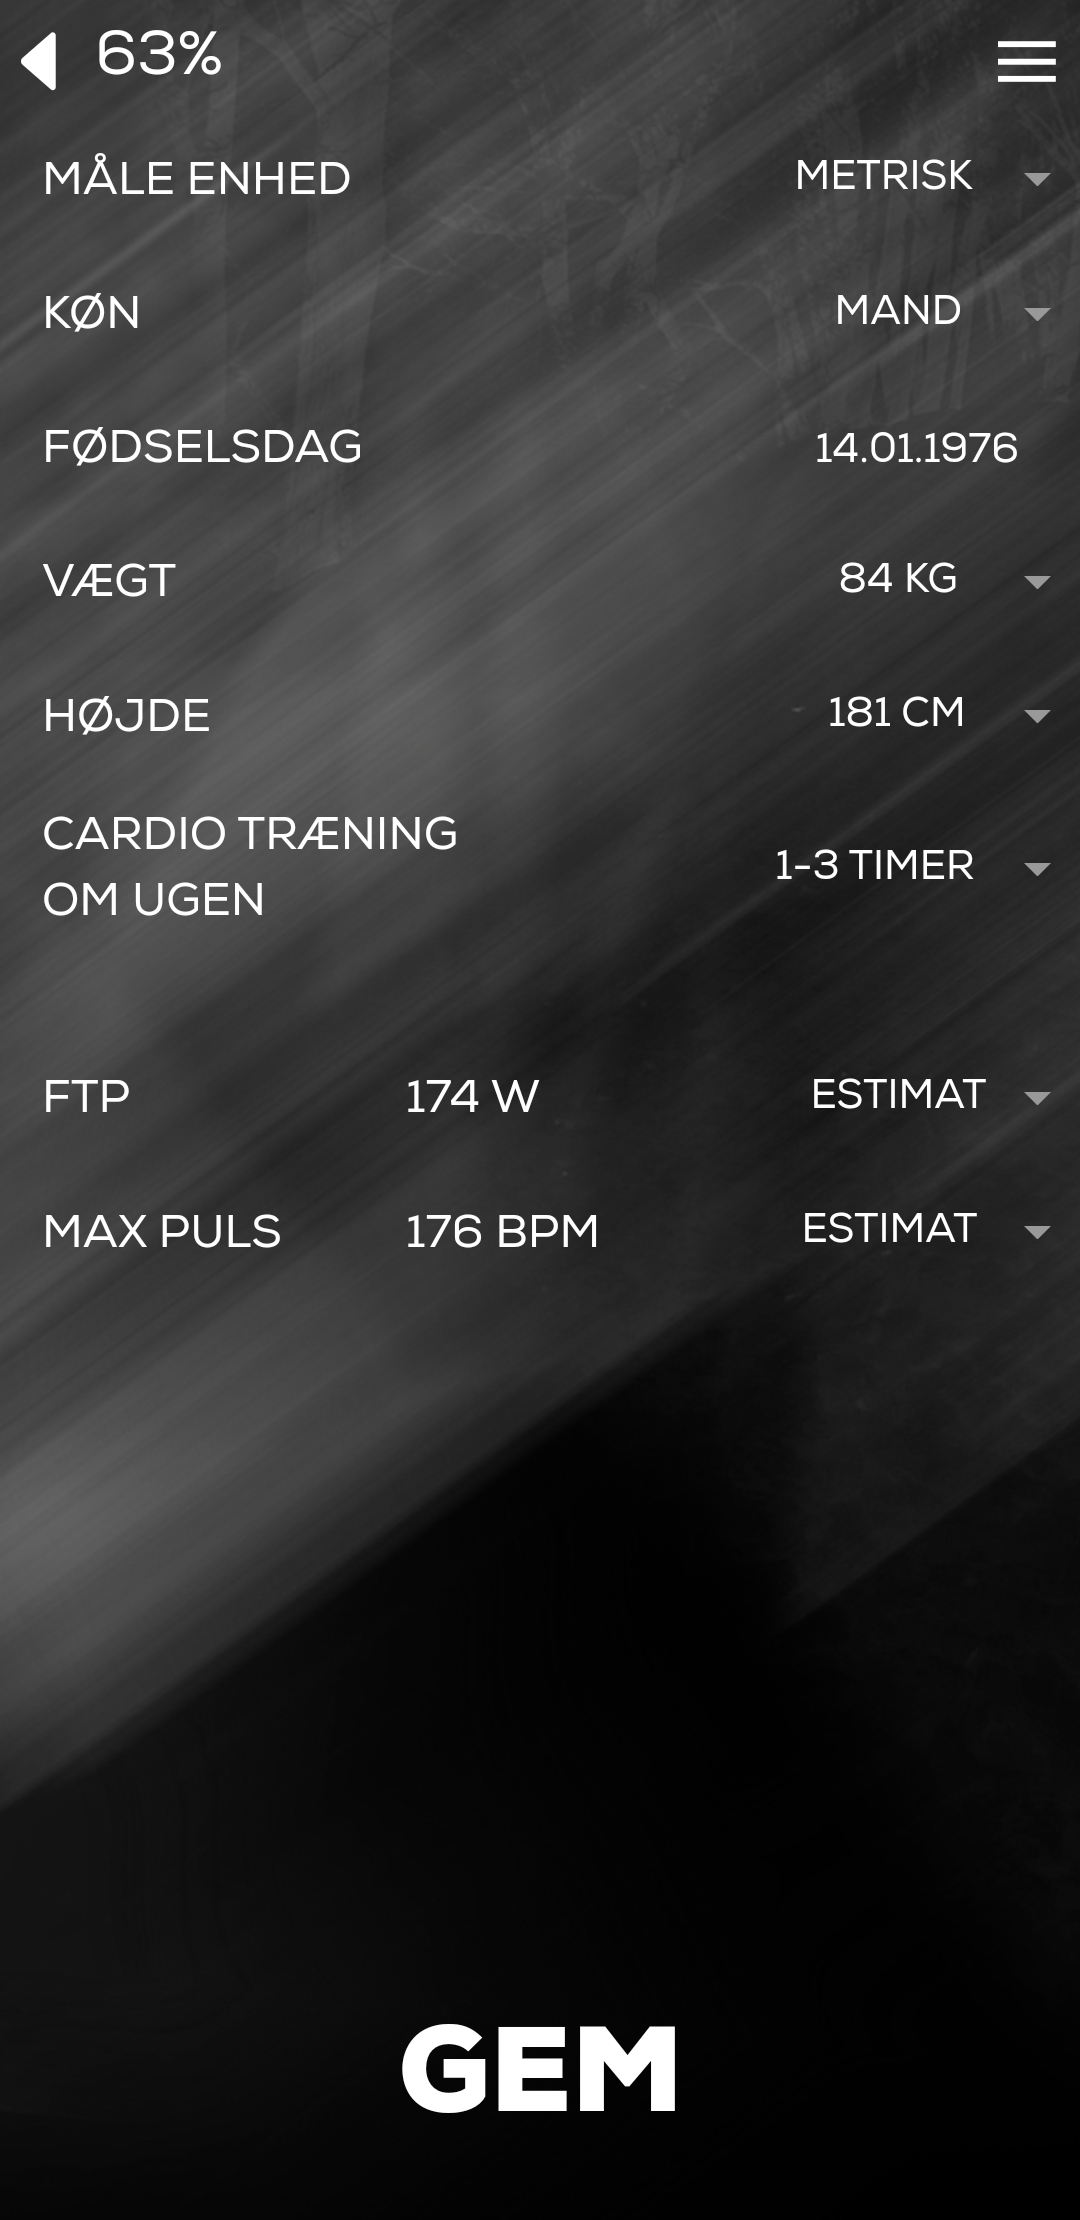 63%
MÅLE ENHED METRISK
KØN MAND
FØDSELSDAG 14.01.1976
VÆGT 84 KG
HØJDE 181 CM
CARDIO TRÆNING
OM UGEN 1-3 TIMER
FTP 174 W ESTIMAT
MAX PULS 176 BPM ESTIMAT
GEM